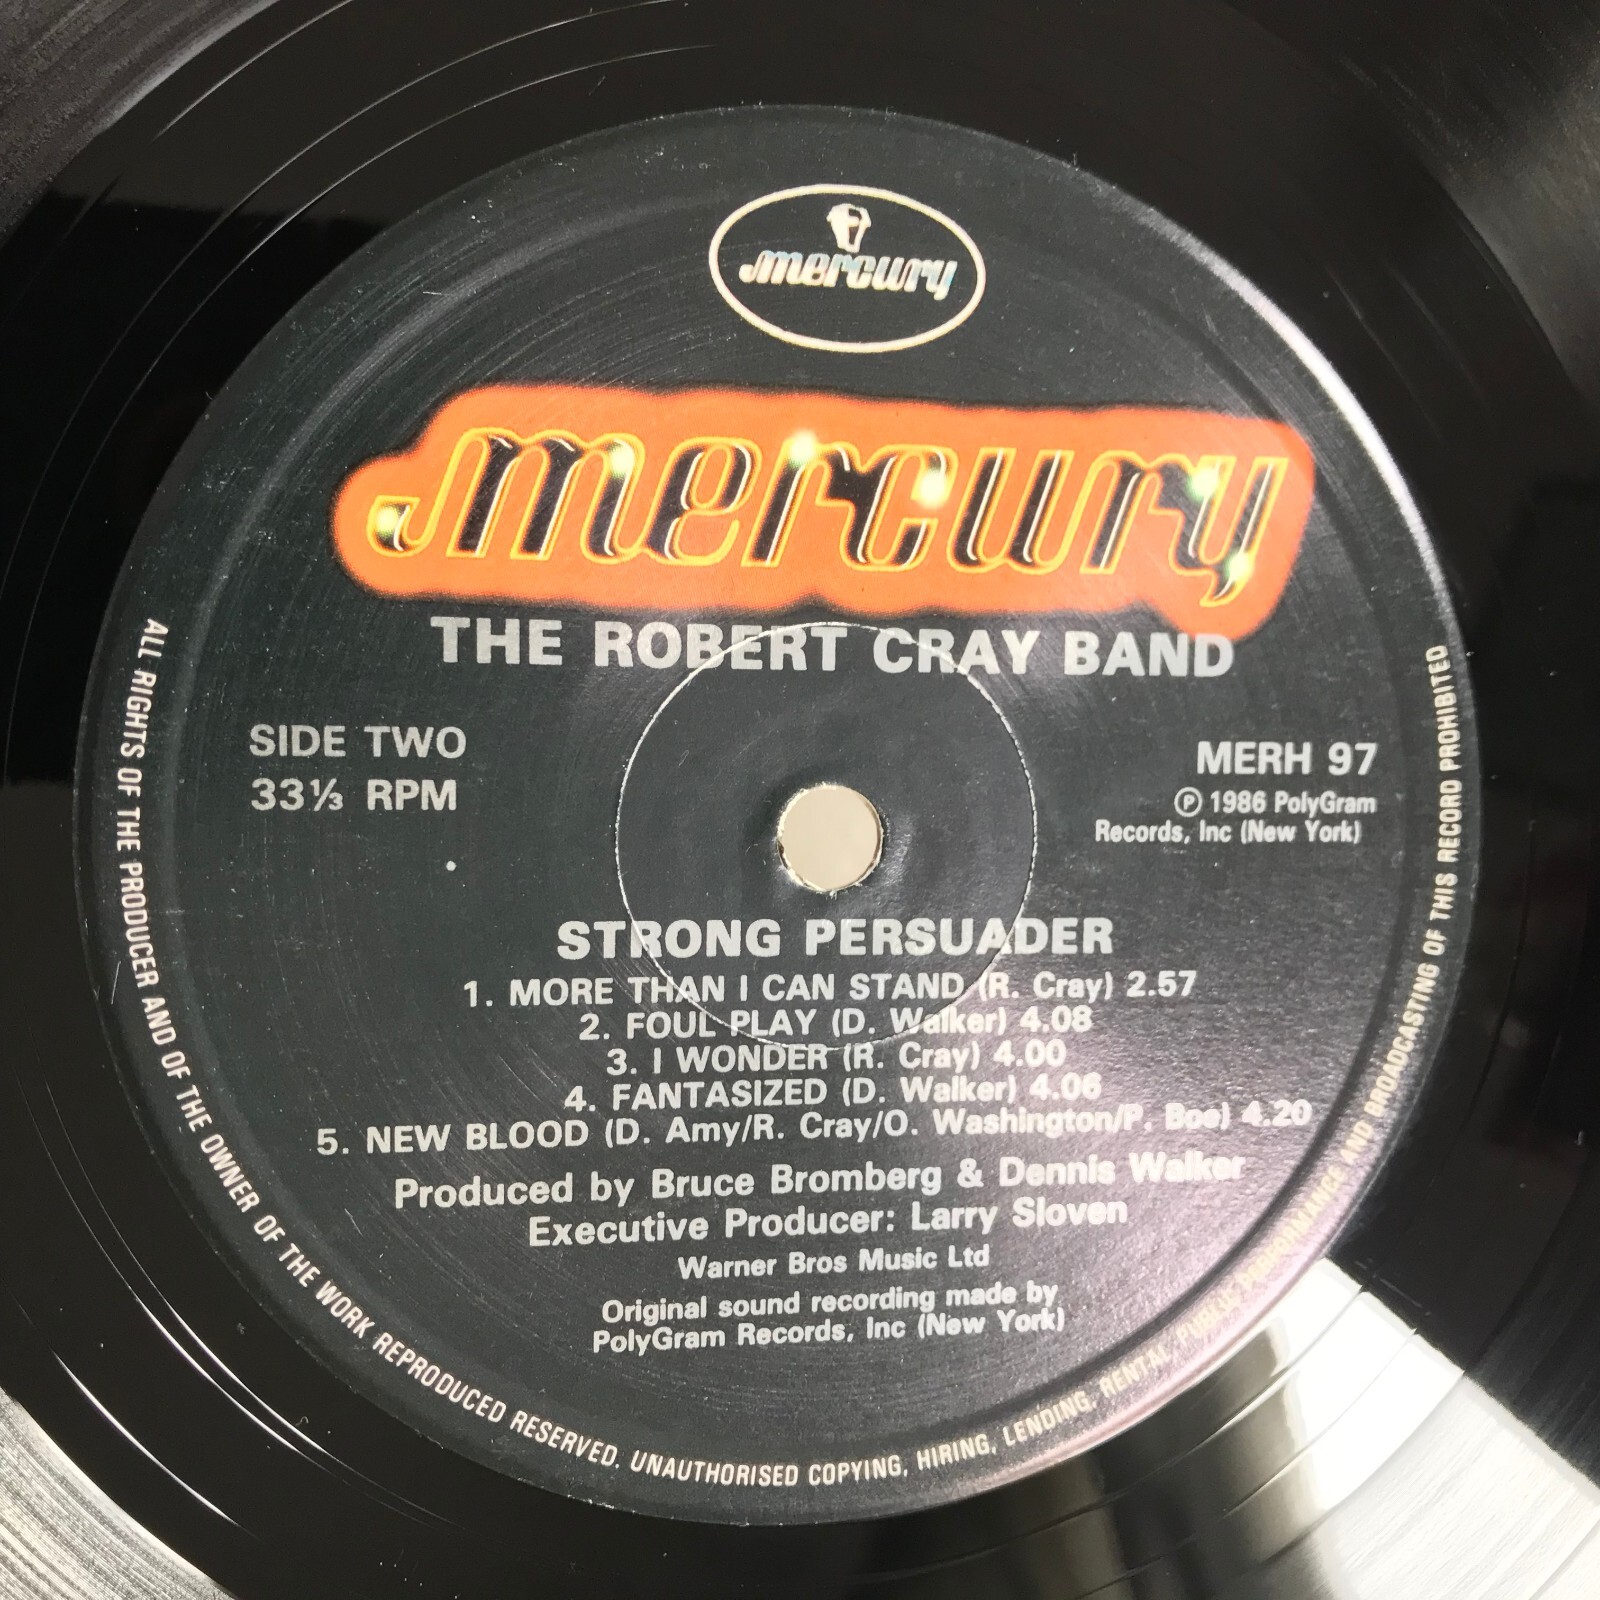 mercury
mercury
THE ROBERT CRAY BAND
SIDE TWO
33⅓ RPM
MERH 97
Ⓟ 1986 PolyGram
Records, Inc (New York)
STRONG PERSUADER
1. MORE THAN I CAN STAND (R. Cray) 2.57
2. FOUL PLAY (D. Walker) 4.08
3. I WONDER (R. Cray) 4.00
4. FANTASIZED (D. Walker) 4.06
5. NEW BLOOD (D. Amy/R. Cray/O. Washington/P. Boe) 4.20
Produced by Bruce Bromberg & Dennis Walker
Executive Producer: Larry Sloven
Warner Bros Music Ltd
Original sound recording made by
PolyGram Records, Inc (New York)
ALL RIGHTS OF THE PRODUCER AND OF THE OWNER OF THE WORK REPRODUCED RESERVED. UNAUTHORISED COPYING, HIRING, LENDING, RENTAL, PUBLIC PERFORMANCE AND BROADCASTING OF THIS RECORD PROHIBITED